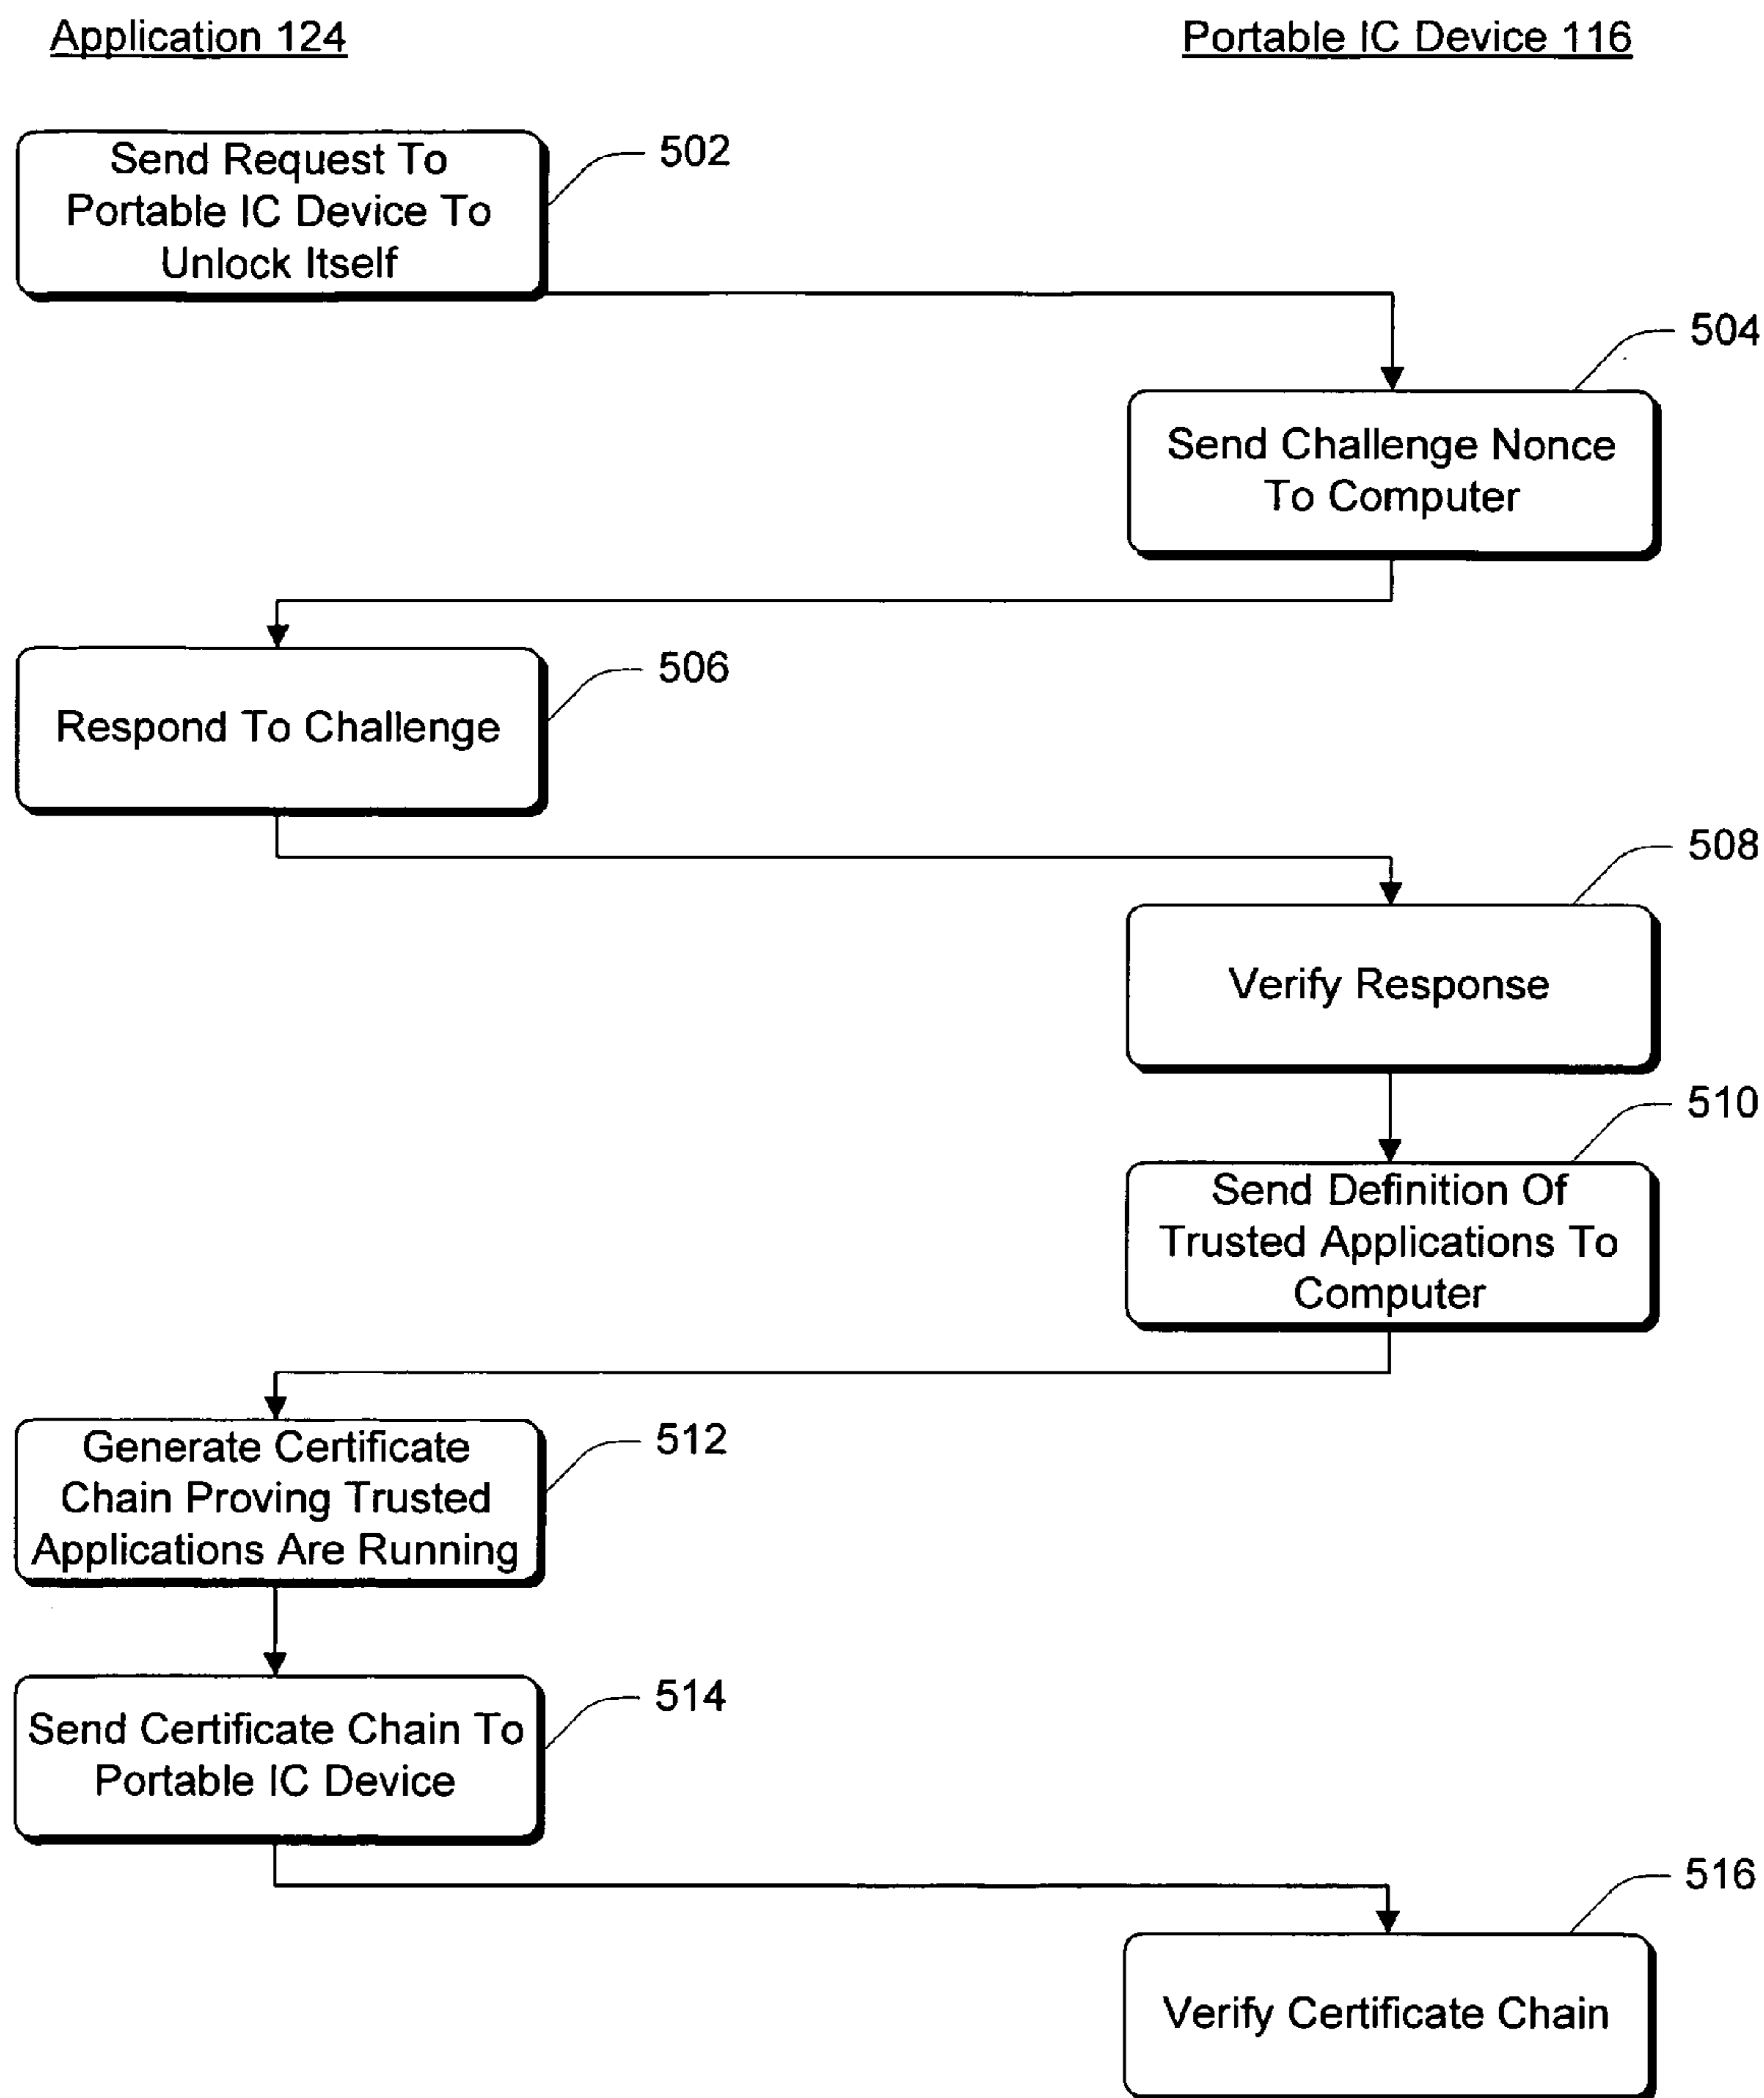 Application 124
Portable IC Device 116
Send Request To
Portable IC Device To
Unlock Itself
502
504
Send Challenge Nonce
To Computer
506
Respond To Challenge
508
Verify Response
510
Send Definition Of
Trusted Applications To
Computer
Generate Certificate
Chain Proving Trusted
Applications Are Running
512
Send Certificate Chain To
Portable IC Device
514
516
Verify Certificate Chain